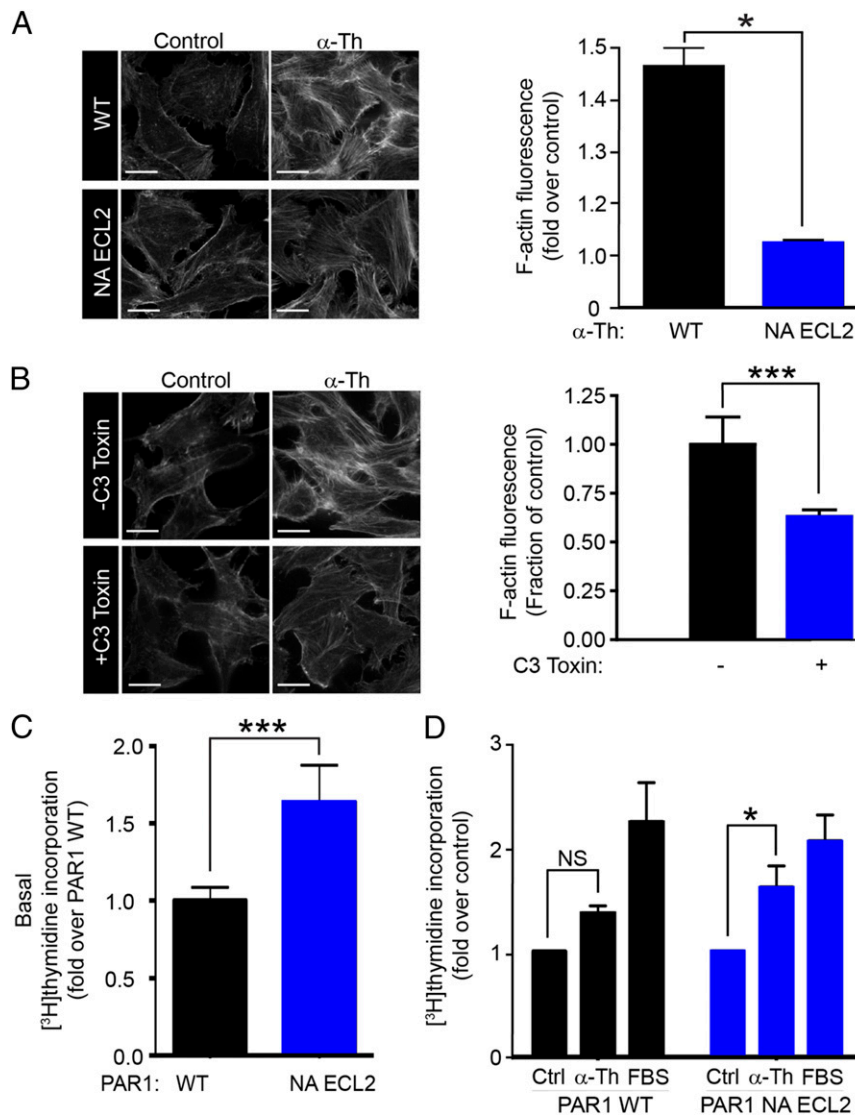 A
Control
α-Th
WT
NA ECL2
F-actin fluorescence
(fold over control)
1.4
1.5
1.2
1.0
0
*
α-Th: WT NA ECL2
B
Control
α-Th
-C3 Toxin
+C3 Toxin
F-actin fluorescence
(Fraction of control)
1.25
1.00
0.75
0.50
0.25
0.00
***
C3 Toxin: - +
C
Basal
[³H]thymidine incorporation
(fold over PAR1 WT)
2.0
1.5
1.0
0.5
0.0
***
PAR1: WT NA ECL2
D
[³H]thymidine incorporation
(fold over control)
3
2
1
0
NS
*
Ctrl α-Th FBS Ctrl α-Th FBS
PAR1 WT PAR1 NA ECL2